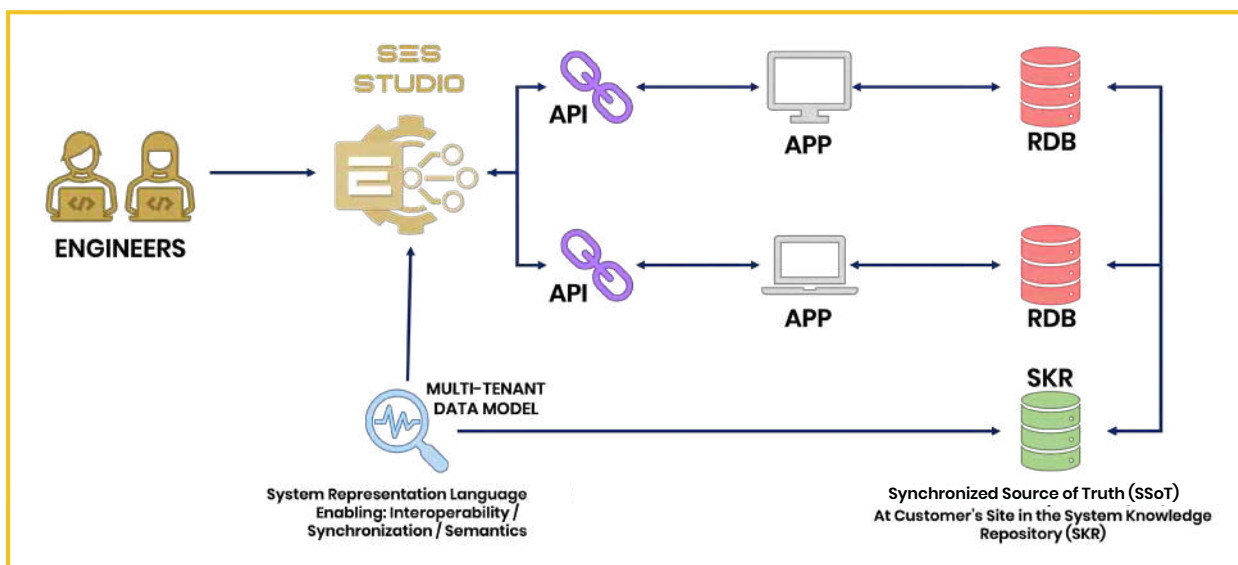 SES
STUDIO
ENGINEERS
API
APP
RDB
API
APP
RDB
MULTI-TENANT
DATA MODEL
SKR
System Representation Language
Enabling: Interoperability /
Synchronization / Semantics
Synchronized Source of Truth (SSoT)
At Customer's Site in the System Knowledge
Repository (SKR)